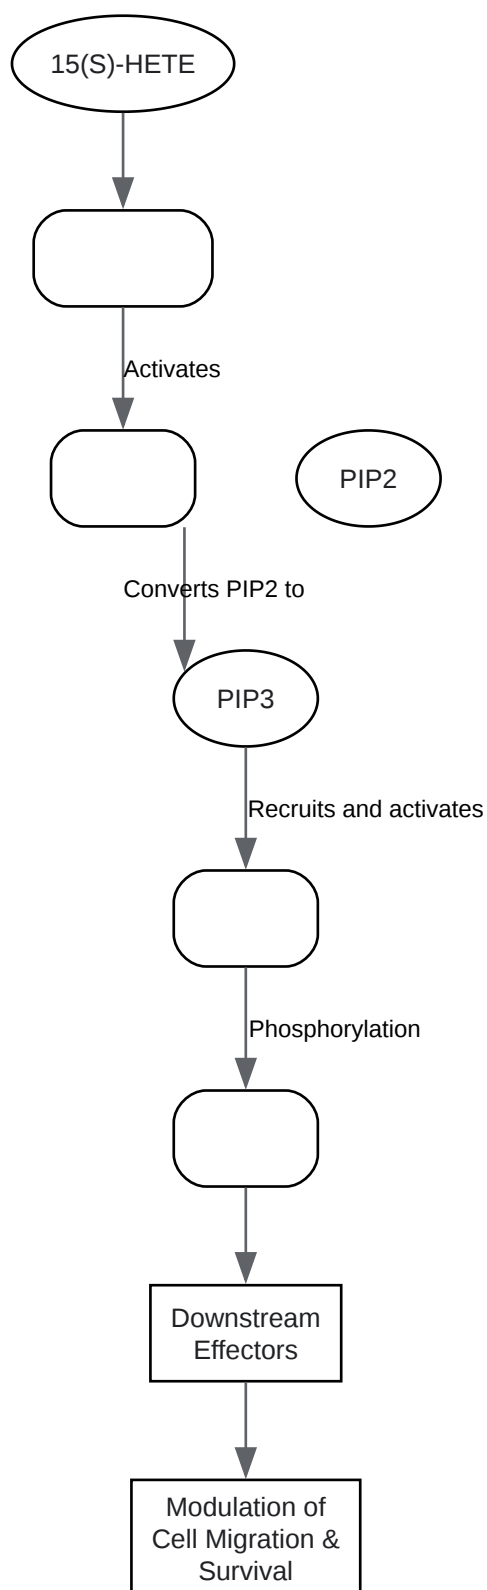 15(S)-HETE
Activates
PIP2
Converts PIP2 to
PIP3
Recruits and activates
Phosphorylation
Downstream
Effectors
Modulation of
Cell Migration &
Survival